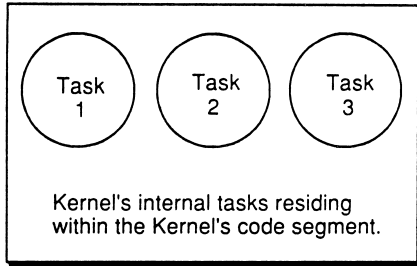 Task Task Task
1 2 3
Kernel's internal tasks residing
within the Kernel's code segment.